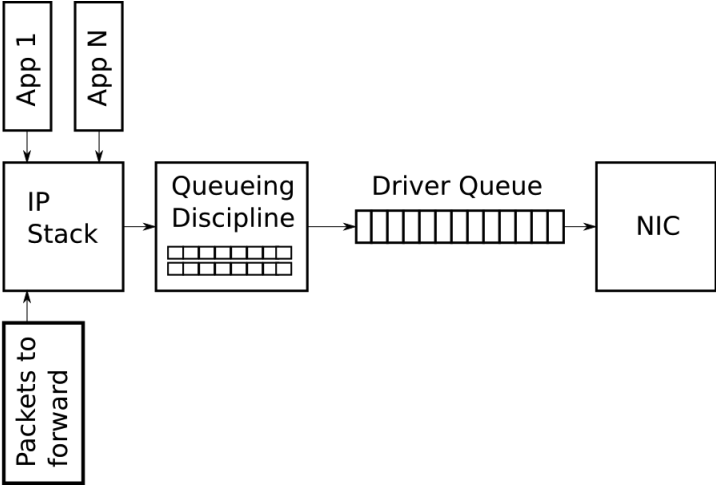 App 1
App N
IP
Stack
Queueing
Discipline
Driver Queue
NIC
Packets to
forward